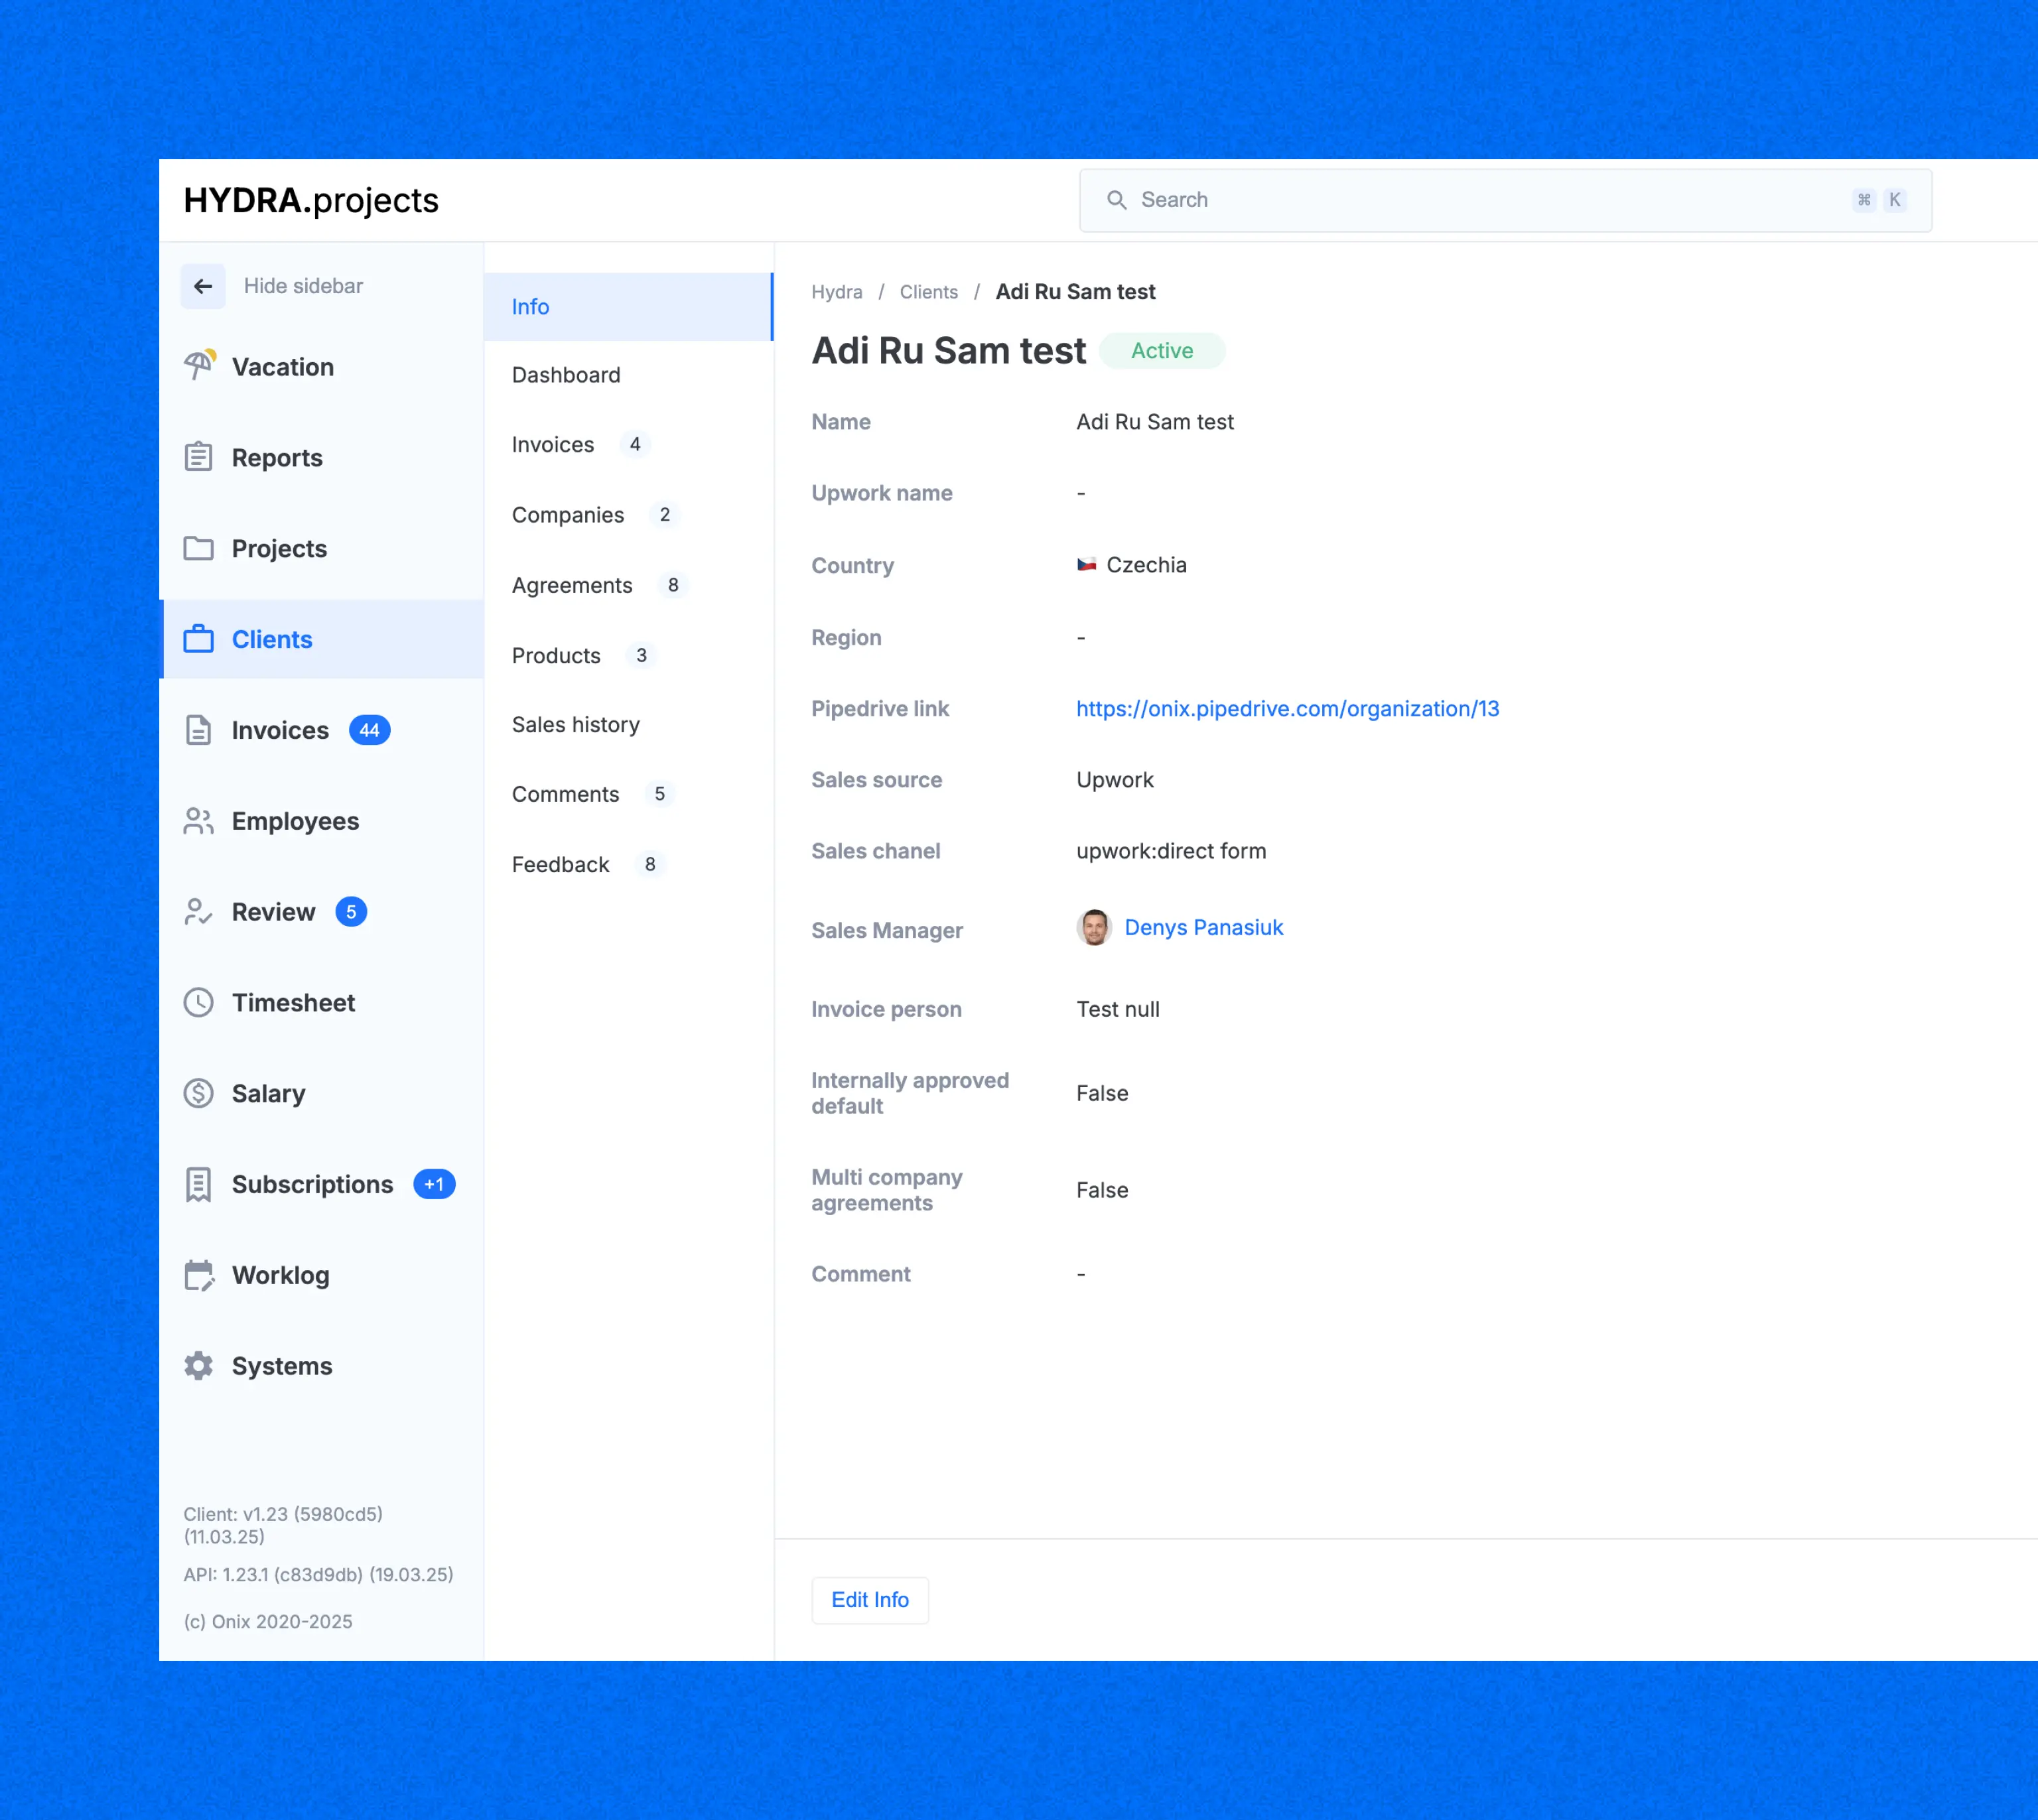 HYDRA.projects
Search
⌘ K
Hide sidebar
Vacation
Reports
Projects
Clients
Invoices 44
Employees
Review 5
Timesheet
Salary
Subscriptions +1
Worklog
Systems
Client: v1.23 (5980cd5)
(11.03.25)
API: 1.23.1 (c83d9db) (19.03.25)
(c) Onix 2020-2025
Info
Dashboard
Invoices 4
Companies 2
Agreements 8
Products 3
Sales history
Comments 5
Feedback 8
Hydra / Clients / Adi Ru Sam test
Adi Ru Sam test Active
Name Adi Ru Sam test
Upwork name -
Country Czechia
Region -
Pipedrive link https://onix.pipedrive.com/organization/13
Sales source Upwork
Sales chanel upwork:direct form
Sales Manager Denys Panasiuk
Invoice person Test null
Internally approved
default False
Multi company
agreements False
Comment -
Edit Info